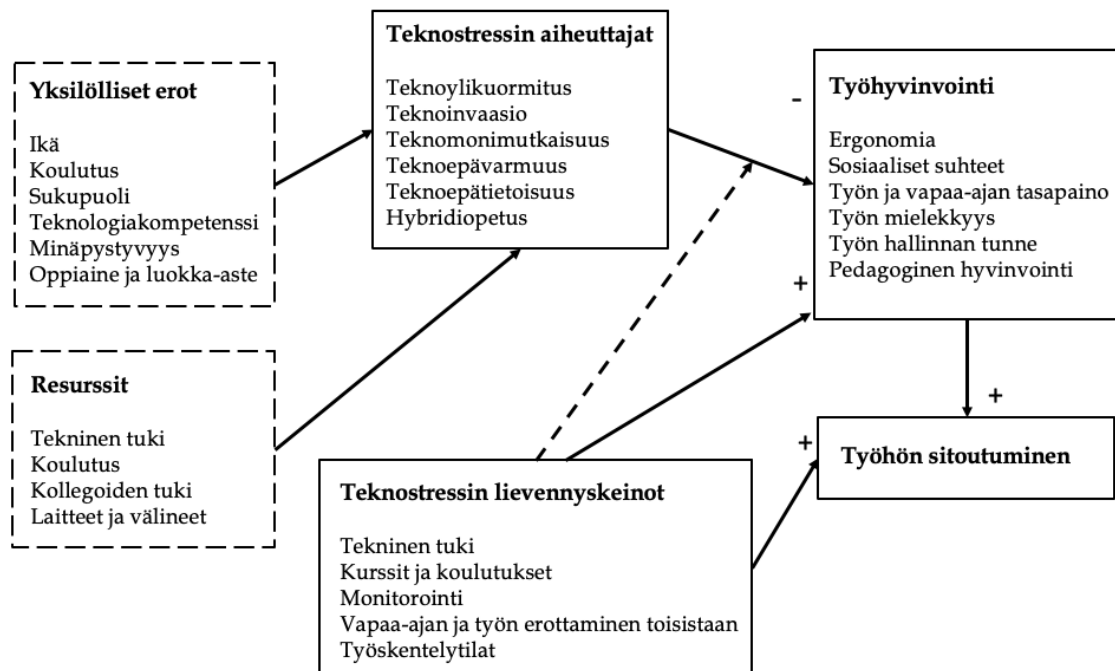 Yksilölliset erot
Ikä
Koulutus
Sukupuoli
Teknologiakompetenssi
Minäpystyvyys
Oppiaine ja luokka-aste
Resurssit
Tekninen tuki
Koulutus
Kollegoiden tuki
Laitteet ja välineet
Teknostressin aiheuttajat
Teknoylikuormitus
Teknoinvaasio
Teknomonimutkaisuus
Teknoepävarmuus
Teknoepätietoisuus
Hybridiopetus
Teknostressin lievennyskeinot
Tekninen tuki
Kurssit ja koulutukset
Monitorointi
Vapaa-ajan ja työn erottaminen toisistaan
Työskentelytilat
-
Työhyvinvointi
Ergonomia
Sosiaaliset suhteet
Työn ja vapaa-ajan tasapaino
Työn mielekkyys
Työn hallinnan tunne
Pedagoginen hyvinvointi
+
+
+
Työhön sitoutuminen